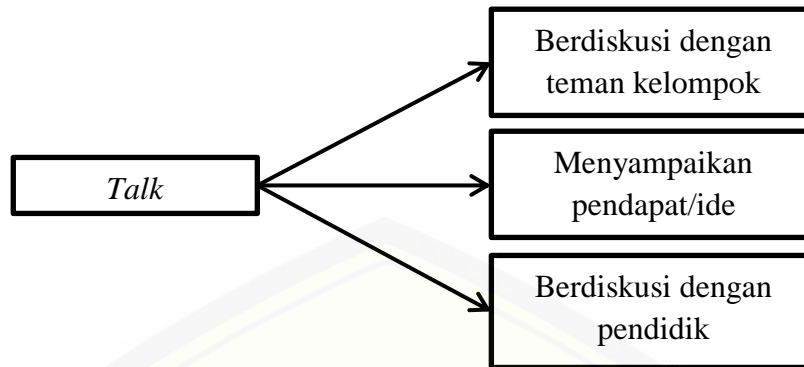 Talk
Berdiskusi dengan
teman kelompok
Menyampaikan
pendapat/ide
Berdiskusi dengan
pendidik